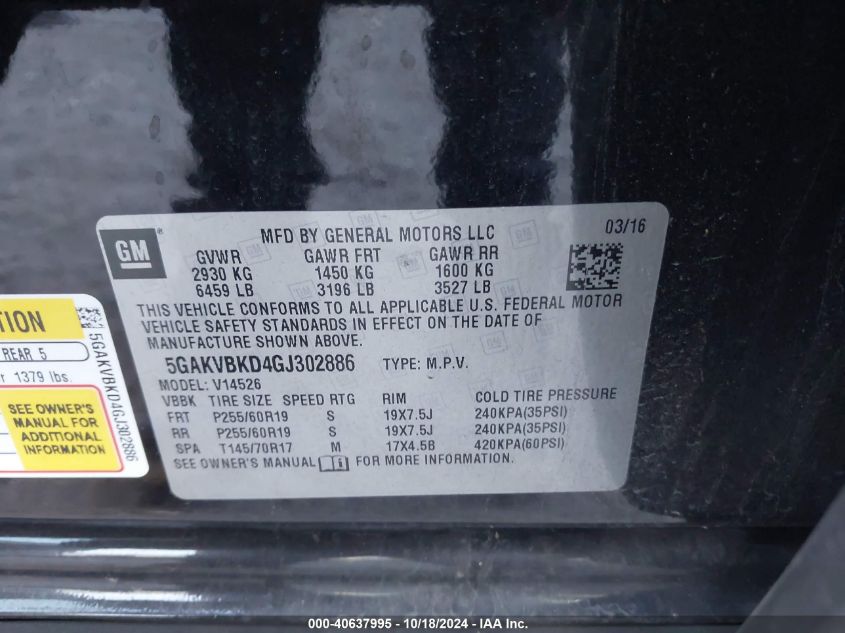 GM
MFD BY GENERAL MOTORS LLC
03/16
GVWR GAWR FRT GAWR RR
2930 KG 1450 KG 1600 KG
6459 LB 3196 LB 3527 LB
THIS VEHICLE CONFORMS TO ALL APPLICABLE U.S. FEDERAL MOTOR
VEHICLE SAFETY STANDARDS IN EFFECT ON THE DATE OF
MANUFACTURE SHOWN ABOVE.
5GAKVBKD4GJ302886 TYPE: M.P.V.
MODEL: V14526
VBBK TIRE SIZE SPEED RTG RIM COLD TIRE PRESSURE
FRT P255/60R19 S 19X7.5J 240KPA(35PSI)
RR P255/60R19 S 19X7.5J 240KPA(35PSI)
SPA T145/70R17 M 17X4.5B 420KPA(60PSI)
SEE OWNER'S MANUAL FOR MORE INFORMATION
REAR 5
1379 lbs.
SEE OWNER'S
MANUAL FOR
ADDITIONAL
INFORMATION
5GAKVBKD4GJ302886
000-40637995 - 10/18/2024 - IAA Inc.